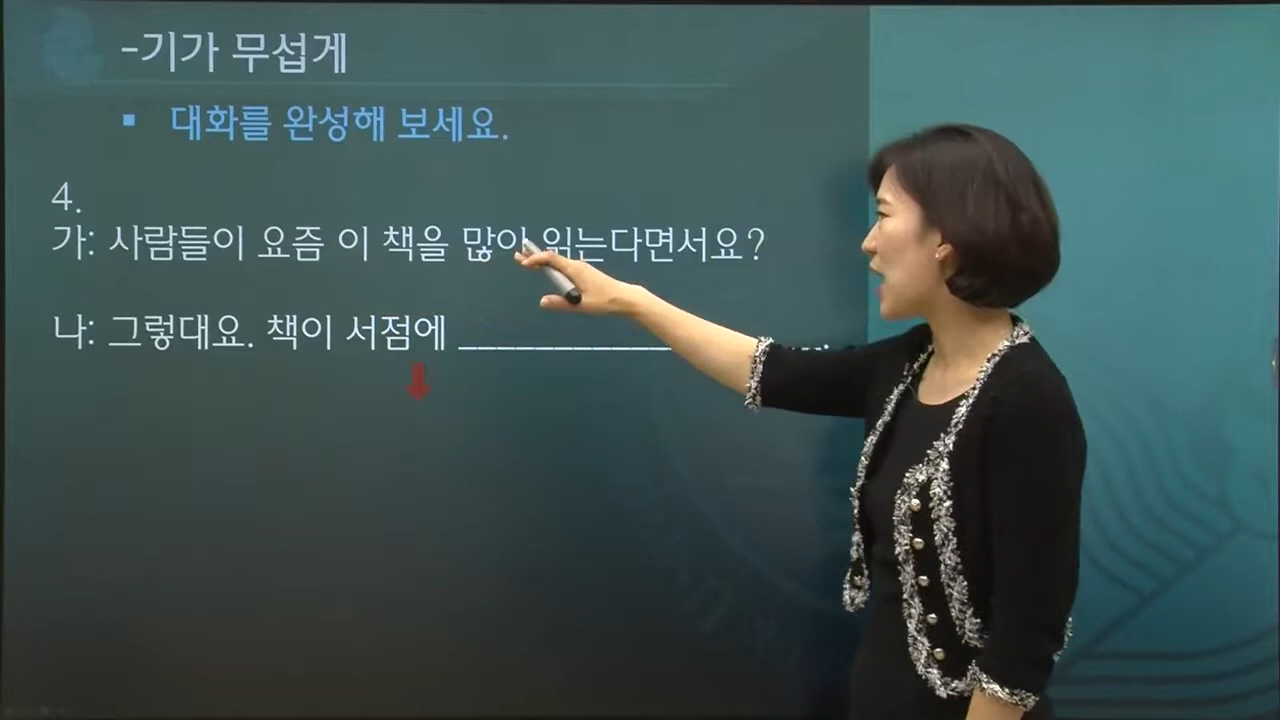 -기가 무섭게
▪ 대화를 완성해 보세요.
4.
가: 사람들이 요즘 이 책을 많이 읽는다면서요?
나: 그렇대요. 책이 서점에 ____________________.